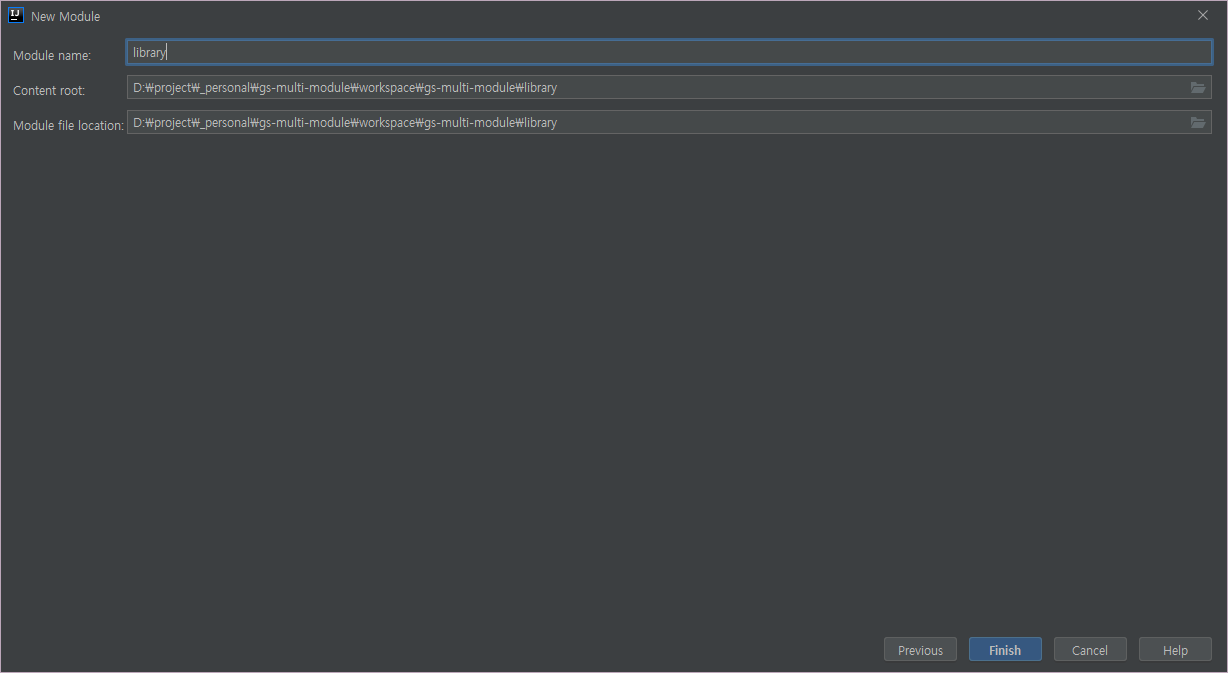 IJ
New Module
Module name: library
Content root: D:₩project₩_personal₩gs-multi-module₩workspace₩gs-multi-module₩library
Module file location: D:₩project₩_personal₩gs-multi-module₩workspace₩gs-multi-module₩library
Previous Finish Cancel Help